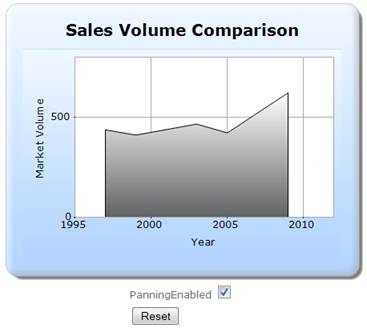 Sales Volume Comparison
500
Market Volume
0
1995 2000 2005 2010
Year
PanningEnabled
Reset